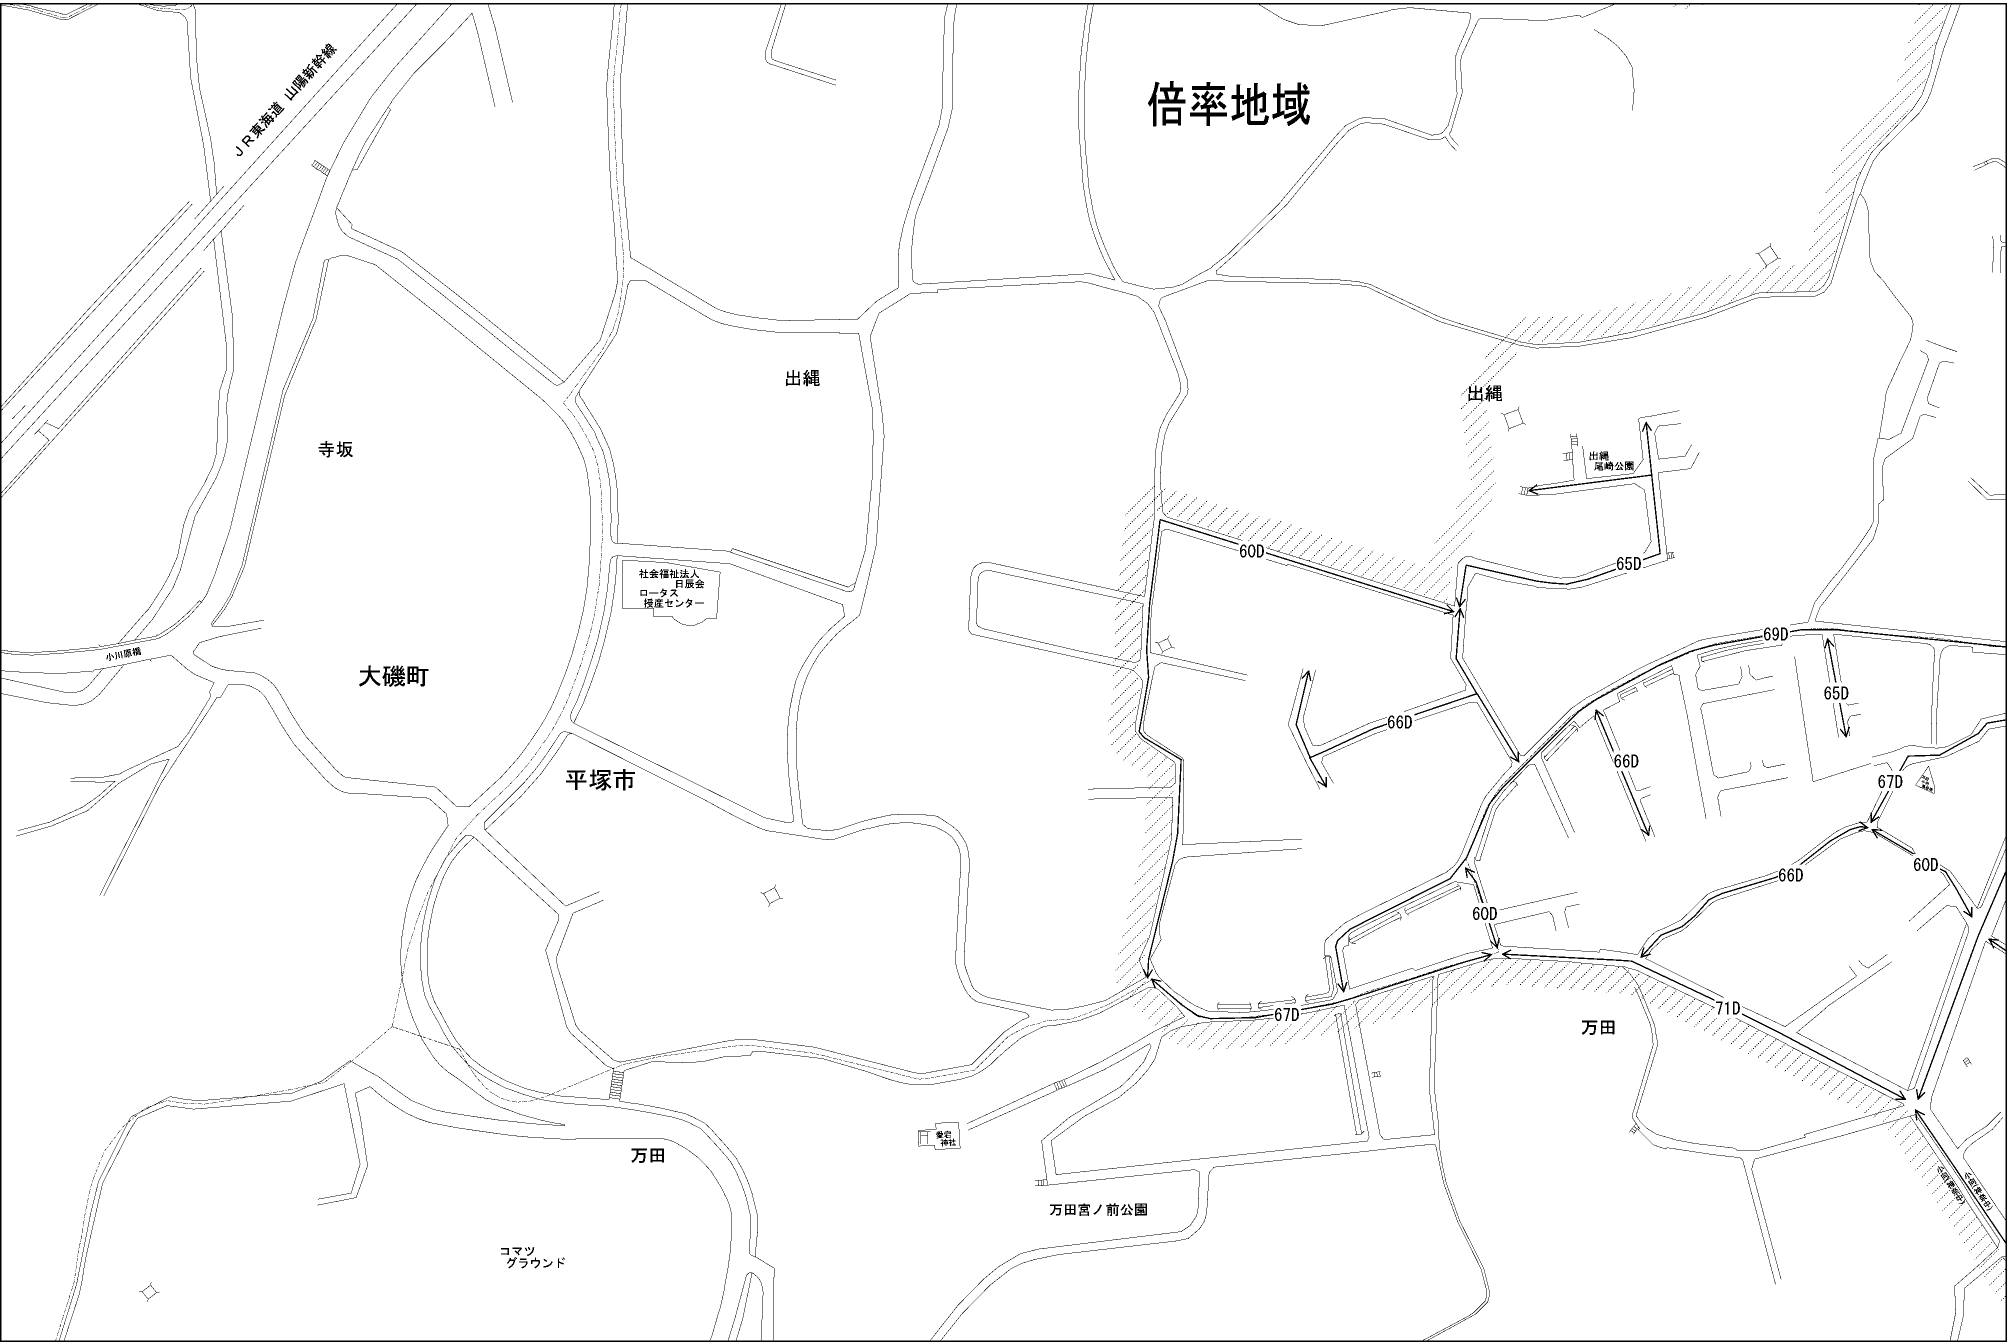 JR東海道 山陽新幹線
倍率地域
出縄
出縄
寺坂
出縄
尾崎公園
60D
65D
社会福祉法人
日辰会
ロータス
授産センター
69D
小川原橋
大磯町
65D
66D
66D
平塚市
67D
60D
66D
60D
71D
67D
万田
愛宕
神社
万田
万田宮ノ前公園
コマツ
グラウンド